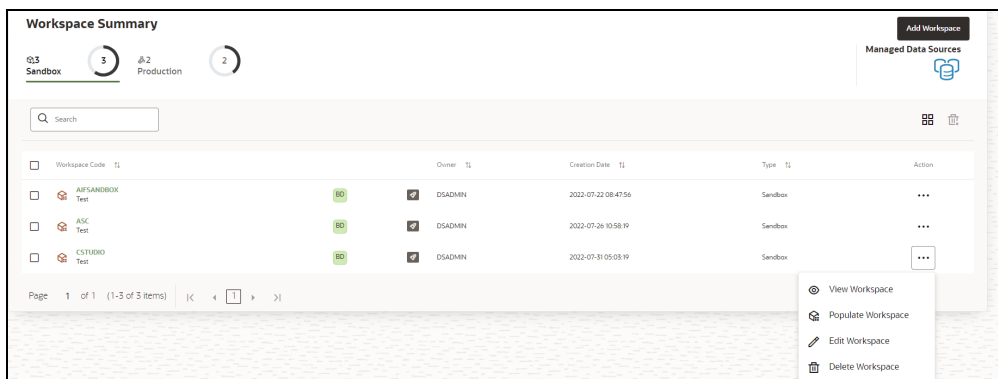 Workspace Summary
Add Workspace
3
Sandbox
3
2
Production
2
Managed Data Sources
Search
Workspace Code Owner Creation Date Type Action
AIFSANDBOX
Test
BD DSADMIN 2022-07-22 08:47:56 Sandbox
ASC
Test
BD DSADMIN 2022-07-26 10:58:19 Sandbox
CSTUDIO
Test
BD DSADMIN 2022-07-31 05:03:19 Sandbox
Page 1 of 1 (1-3 of 3 items) 1
View Workspace
Populate Workspace
Edit Workspace
Delete Workspace